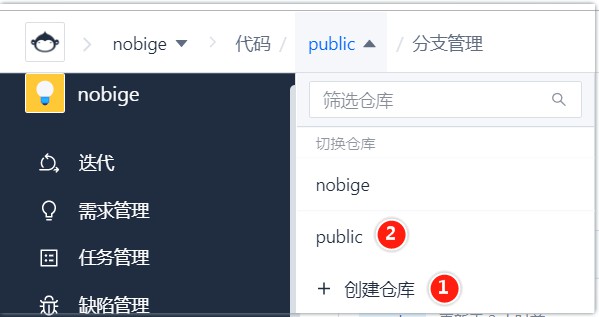 nobige 代码 / public / 分支管理
nobige
筛选仓库
切换仓库
迭代
nobige
需求管理
public 2
任务管理
+ 创建仓库 1
缺陷管理